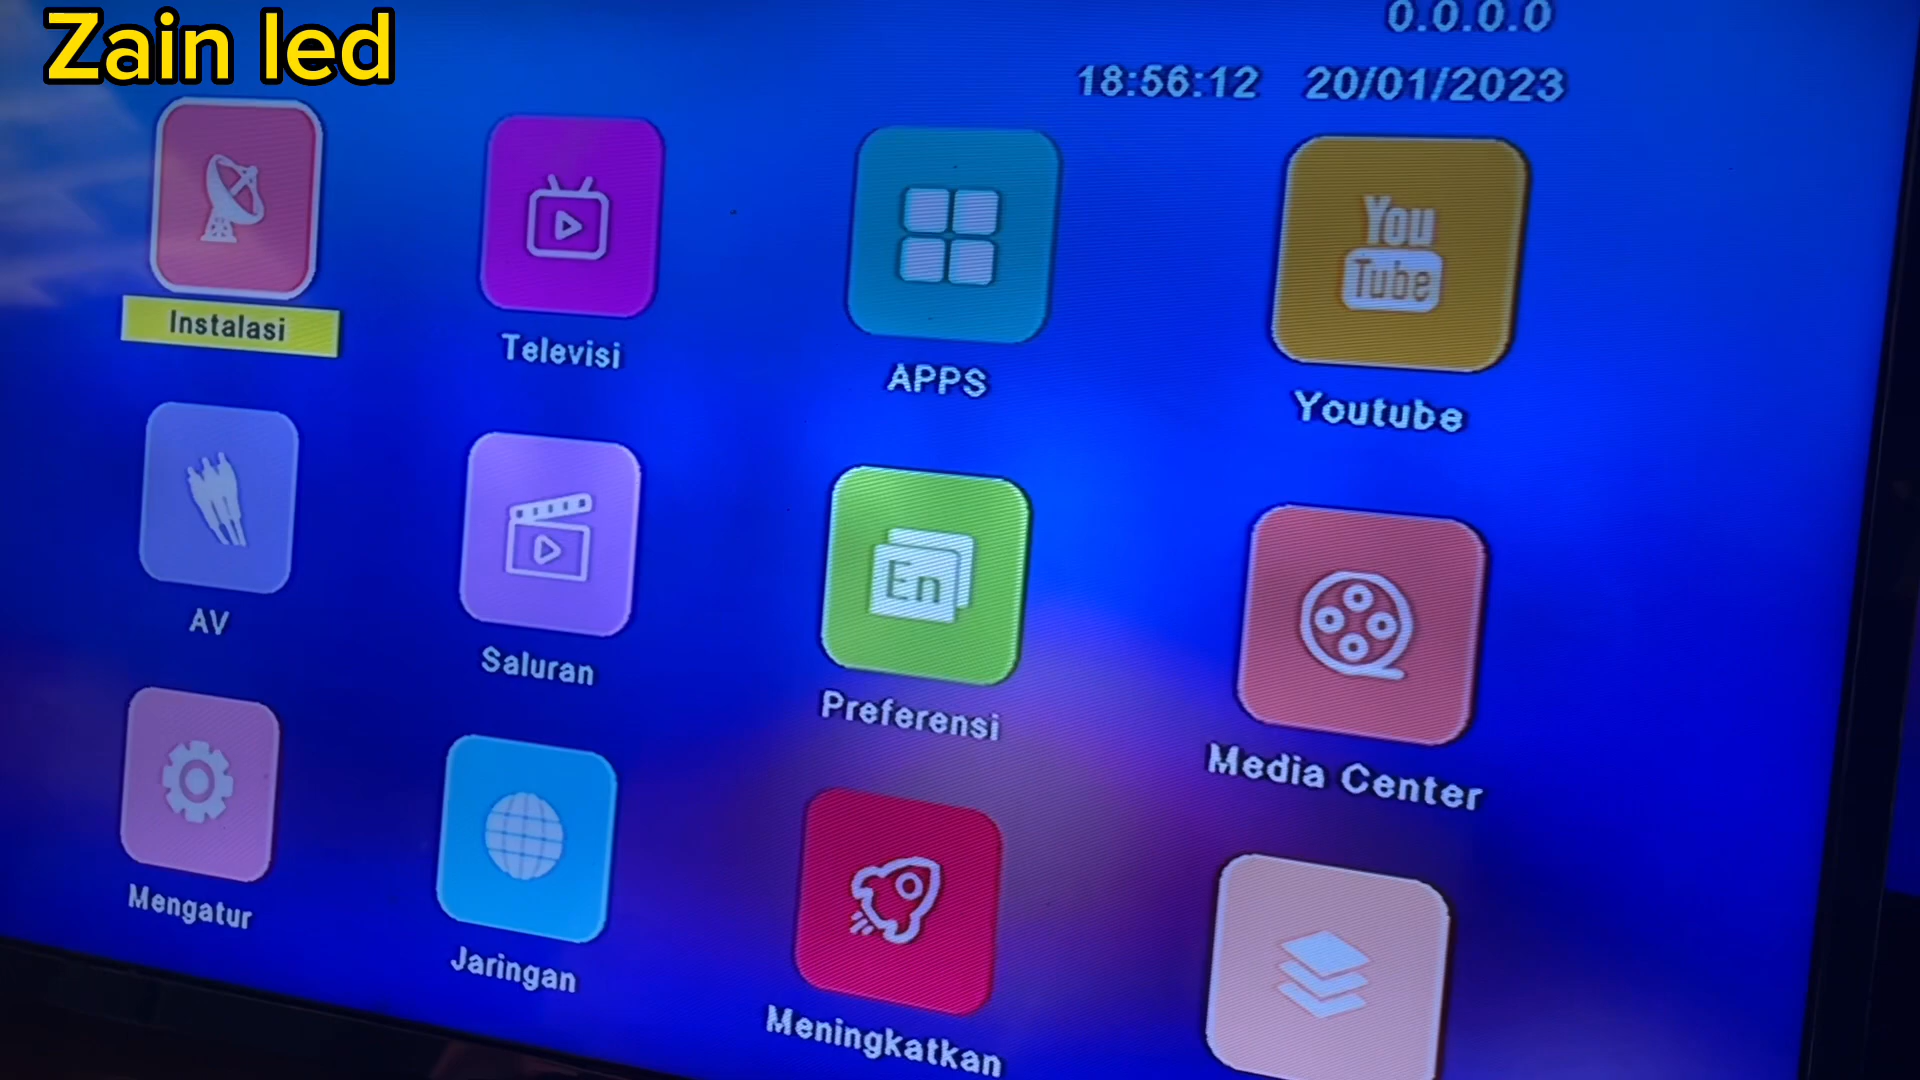 Zain led
0.0.0.0
18:56:12 20/01/2023
You
Tube
Instalasi
Televisi
APPS
Youtube
En
AV
Saluran
Preferensi
Media Center
Mengatur
Jaringan
Meningkatkan